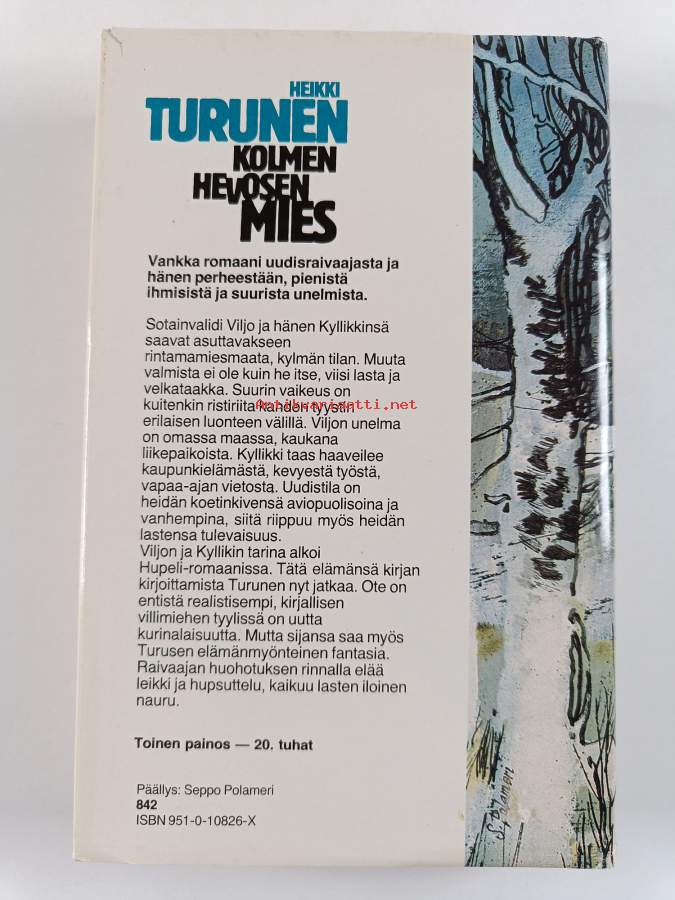 HEIKKI
TURUNEN
KOLMEN
HEVOSEN
MIES
Vankka romaani uudisraivaajasta ja
hänen perheestään, pienistä
ihmisistä ja suurista unelmista.
Sotainvalidi Viljo ja hänen Kyllikkinsä
saavat asuttavakseen
rintamamiesmaata, kylmän tilan. Muuta
valmista ei ole kuin he itse, viisi lasta ja
velkataakka. Suurin vaikeus on
kuitenkin ristiriita kahden tyystin
Antikvariaatti.net
erilaisen luonteen välillä. Viljon unelma
on omassa maassa, kaukana
liikepaikoista. Kyllikki taas haaveilee
kaupunkielämästä, kevyestä työstä,
vapaa-ajan vietosta. Uudistila on
heidän koetinkivensä aviopuolisoina ja
vanhempina, siitä riippuu myös heidän
lastensa tulevaisuus.
Viljon ja Kyllikin tarina alkoi
Hupeli-romaanissa. Tätä elämänsä kirjan
kirjoittamista Turunen nyt jatkaa. Ote on
entistä realistisempi, kirjallisen
villimiehen tyylissä on uutta
kurinalaisuutta. Mutta sijansa saa myös
Turusen elämänmyönteinen fantasia.
Raivaajan huohotuksen rinnalla elää
leikki ja hupsuttelu, kaikuu lasten iloinen
nauru.
Toinen painos — 20. tuhat
Päällys: Seppo Polameri
842
ISBN 951-0-10826-X
S. Polameri